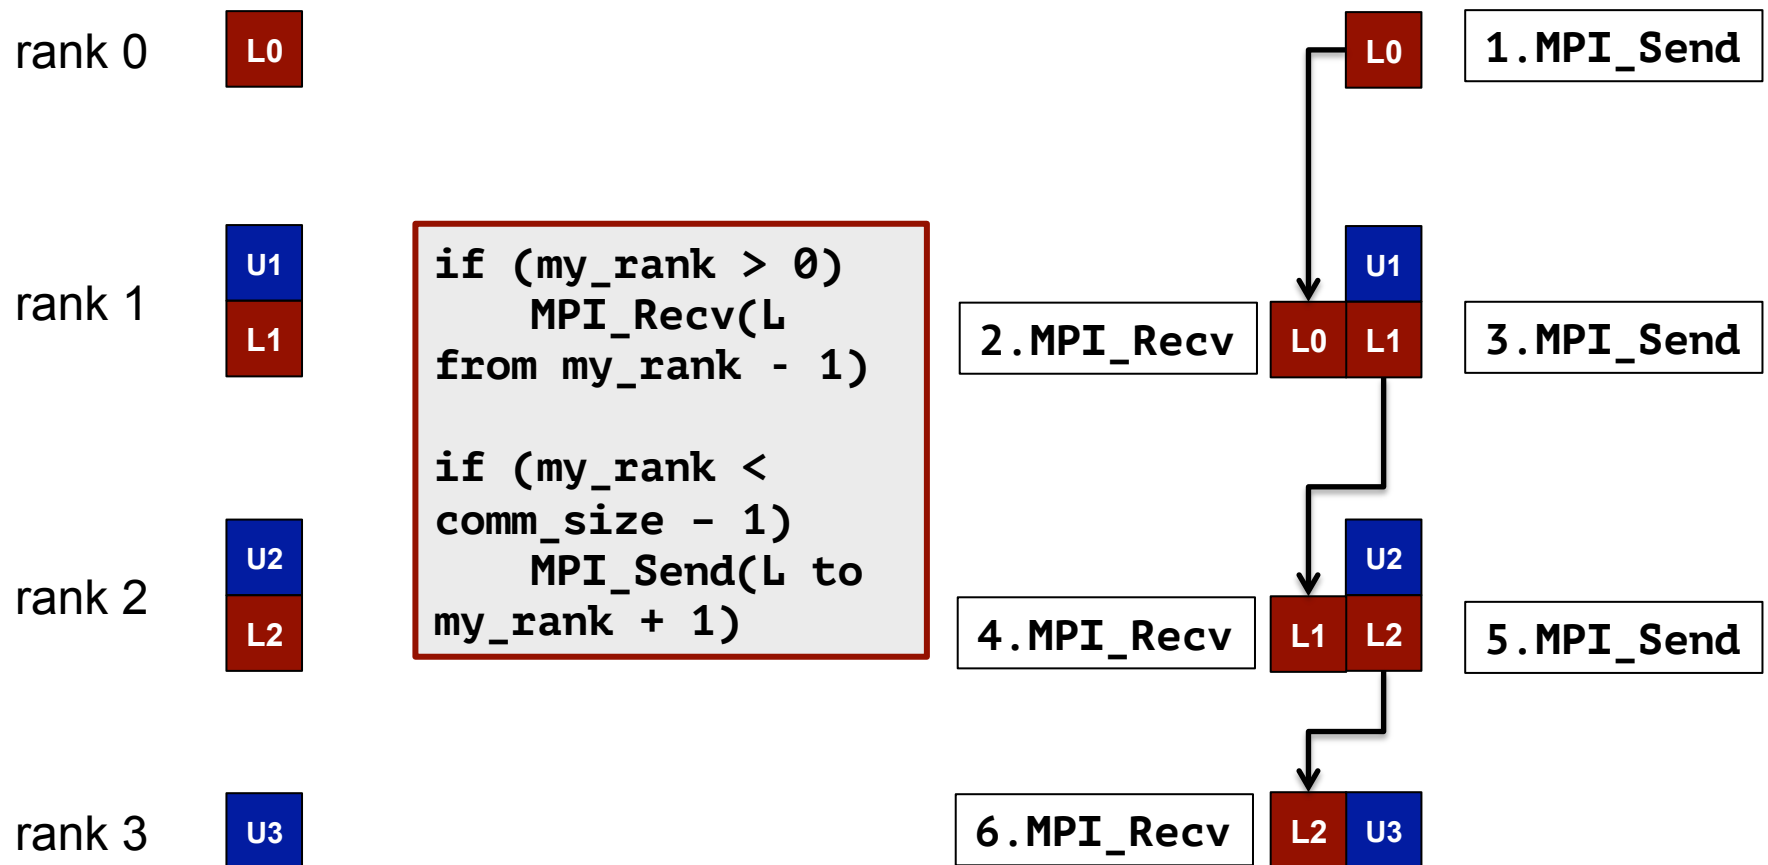 rank 0
L0
L0
1.MPI_Send
rank 1
U1
L1
if (my_rank > 0)
MPI_Recv(L
from my_rank - 1)
if (my_rank <
comm_size – 1)
MPI_Send(L to
my_rank + 1)
U1
2.MPI_Recv
L0
L1
3.MPI_Send
rank 2
U2
L2
U2
4.MPI_Recv
L1
L2
5.MPI_Send
rank 3
U3
6.MPI_Recv
L2
U3